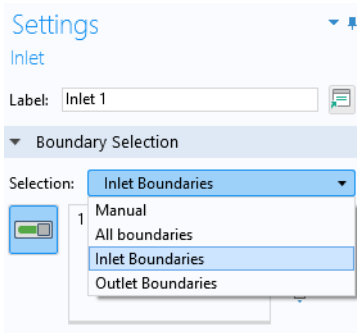 Settings
Inlet
Label: Inlet 1
Boundary Selection
Selection: Inlet Boundaries
1
Manual
All boundaries
Inlet Boundaries
Outlet Boundaries